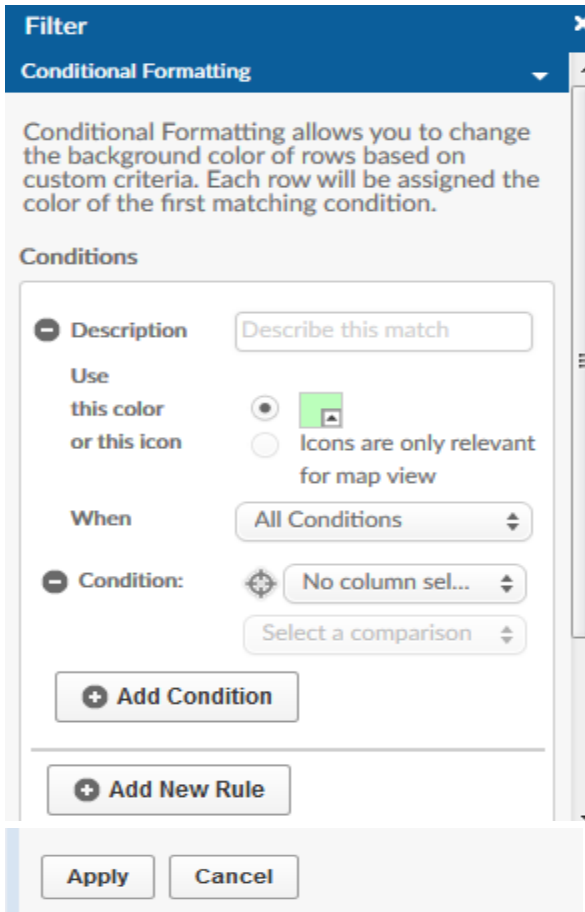 Filter
Conditional Formatting
Conditional Formatting allows you to change
the background color of rows based on
custom criteria. Each row will be assigned the
color of the first matching condition.
Conditions
Description Describe this match
Use
this color
or this icon Icons are only relevant
for map view
When All Conditions
Condition: No column sel...
Select a comparison
Add Condition
Add New Rule
Apply Cancel